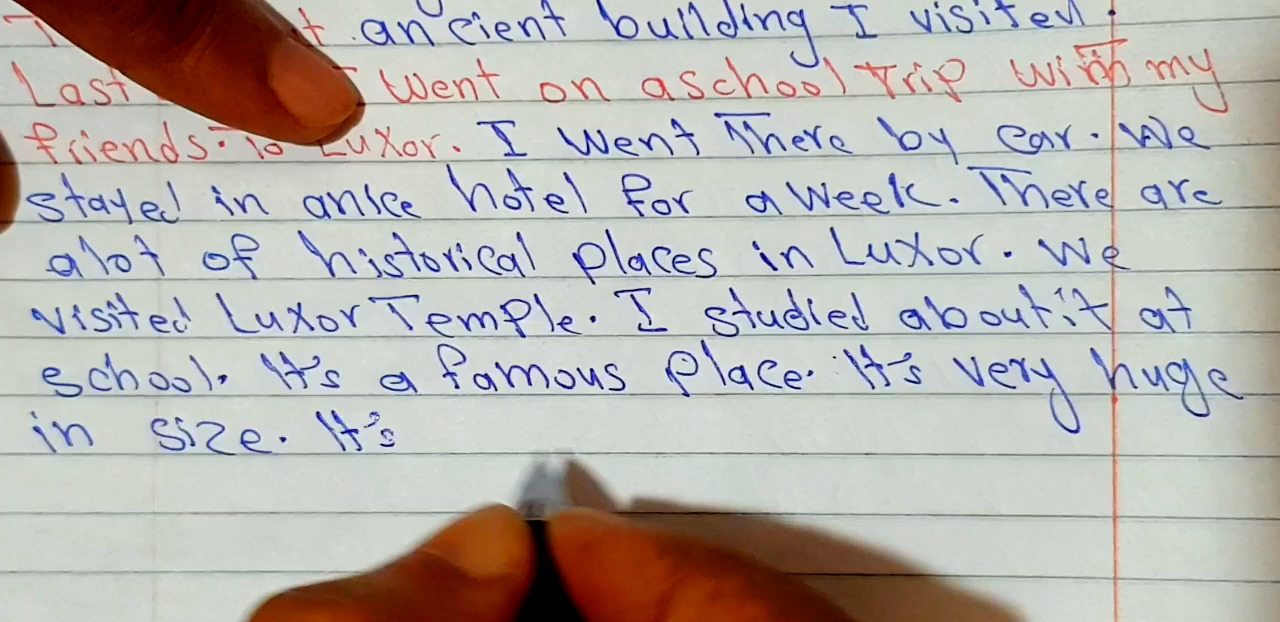 ancient building I visited.
Last went on a school trip with my
friends. To Luxor. I went There by car. We
stayed in anice hotel for a week. There are
alot of historical places in Luxor. We
visited Luxor Temple. I studied about it at
school. It's a famous place. It's very huge
in size. It's